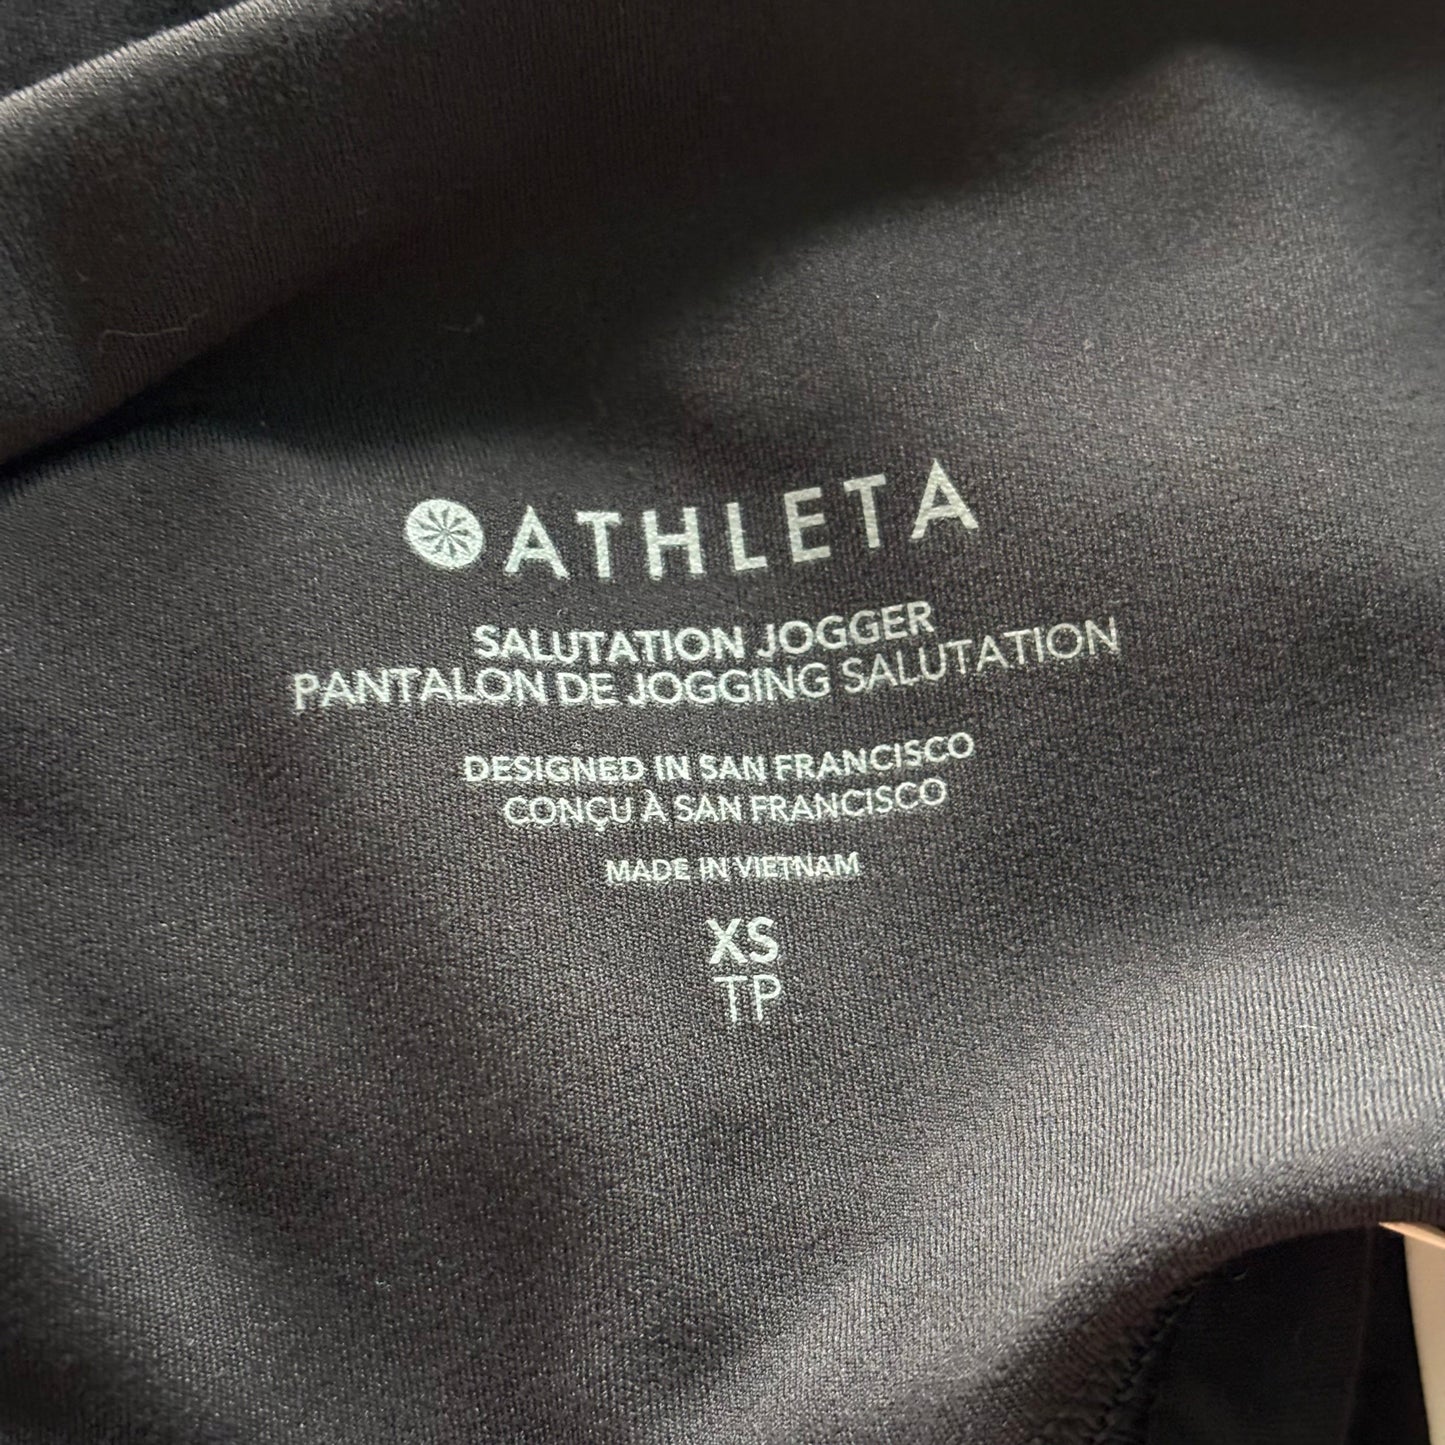 ATHLETA
SALUTATION JOGGER
PANTALON DE JOGGING SALUTATION
DESIGNED IN SAN FRANCISCO
CONÇU À SAN FRANCISCO
MADE IN VIETNAM
XS
TP